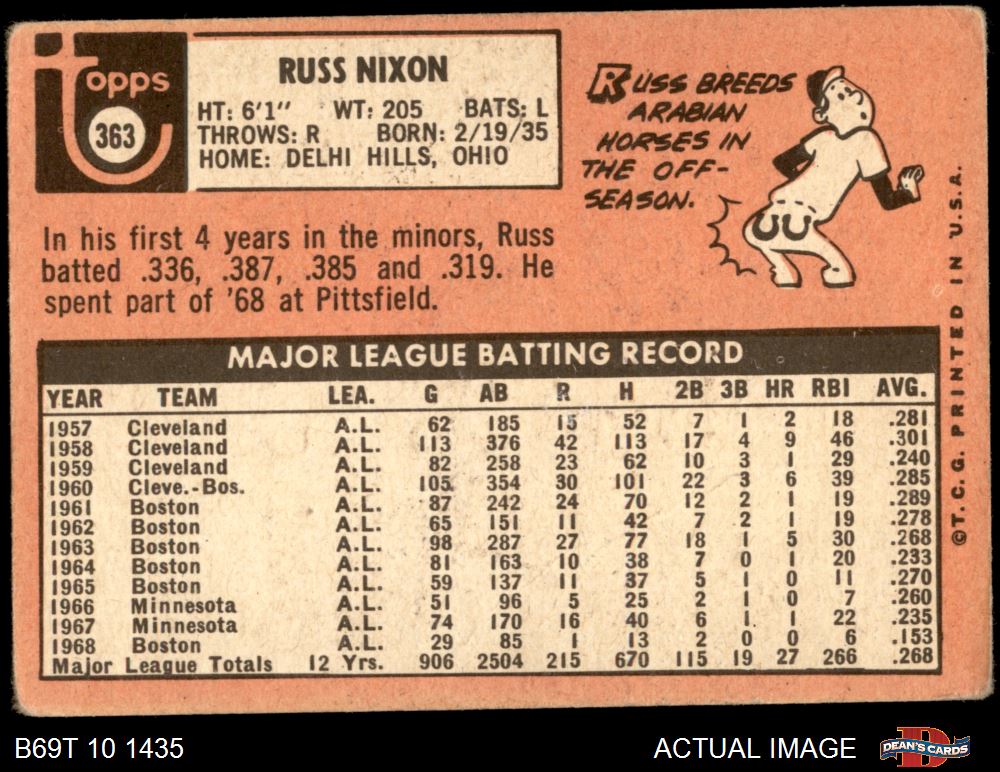 topps
363
RUSS NIXON
HT: 6'1" WT: 205 BATS: L
THROWS: R BORN: 2/19/35
HOME: DELHI HILLS, OHIO
RUSS BREEDS
ARABIAN
HORSES IN
THE OFF-
SEASON.
In his first 4 years in the minors, Russ
batted .336, .387, .385 and .319. He
spent part of '68 at Pittsfield.
MAJOR LEAGUE BATTING RECORD
YEAR TEAM LEA. G AB R H 2B 3B HR RBI AVG.
1957 Cleveland A.L. 62 185 15 52 7 1 2 18 .281
1958 Cleveland A.L. 113 376 42 113 17 4 9 46 .301
1959 Cleveland A.L. 82 258 23 62 10 3 1 29 .240
1960 Cleve.-Bos. A.L. 105 354 30 101 22 3 6 39 .285
1961 Boston A.L. 87 242 24 70 12 2 1 19 .289
1962 Boston A.L. 65 151 11 42 7 2 1 19 .278
1963 Boston A.L. 98 287 27 77 18 1 5 30 .268
1964 Boston A.L. 81 163 10 38 7 0 1 20 .233
1965 Boston A.L. 59 137 11 37 5 1 0 11 .270
1966 Minnesota A.L. 51 96 5 25 2 1 0 7 .260
1967 Minnesota A.L. 74 170 16 40 6 1 1 22 .235
1968 Boston A.L. 29 85 1 13 2 0 0 6 .153
Major League Totals 12 Yrs. 906 2504 215 670 115 19 27 266 .268
©T. C. G. PRINTED IN U.S.A.
B69T 10 1435
ACTUAL IMAGE
D
DEAN'S CARDS